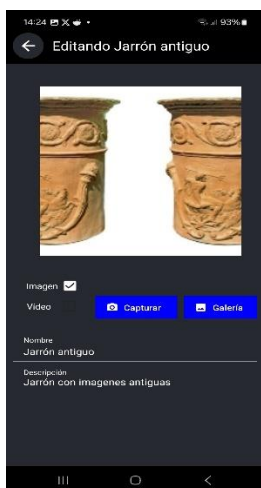 14:24 93%
Editando Jarrón antiguo
Imagen
Video Capturar Galería
Nombre
Jarrón antiguo
Descripción
Jarrón con imagenes antiguas